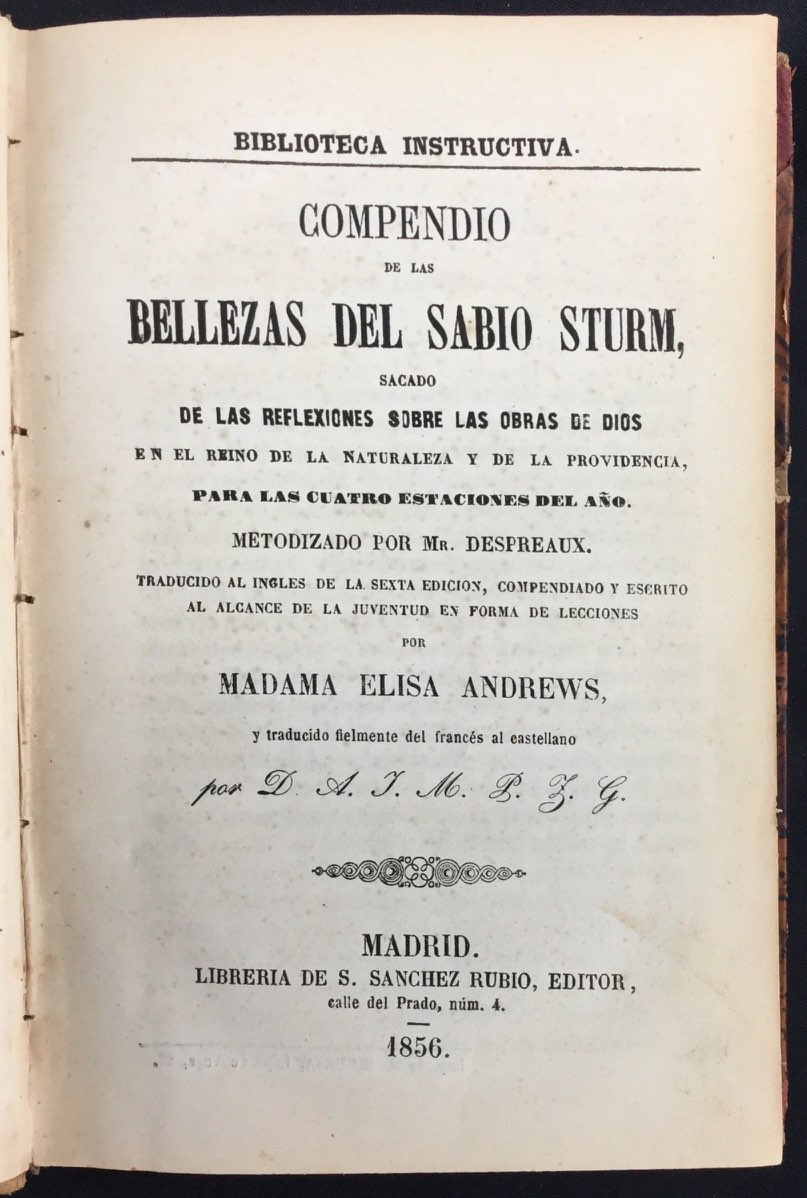 BIBLIOTECA INSTRUCTIVA.
COMPENDIO
DE LAS
BELLEZAS DEL SABIO STURM,
SACADO
DE LAS REFLEXIONES SOBRE LAS OBRAS DE DIOS
EN EL REINO DE LA NATURALEZA Y DE LA PROVIDENCIA,
PARA LAS CUATRO ESTACIONES DEL AÑO.
METODIZADO POR MR. DESPREAUX.
TRADUCIDO AL INGLES DE LA SEXTA EDICION, COMPENDIADO Y ESCRITO
AL ALCANCE DE LA JUVENTUD EN FORMA DE LECCIONES
POR
MADAMA ELISA ANDREWS,
y traducido fielmente del francés al castellano
por D. A. J. M. P. Z. G.
MADRID.
LIBRERIA DE S. SANCHEZ RUBIO, EDITOR,
calle del Prado, núm. 4.
1856.